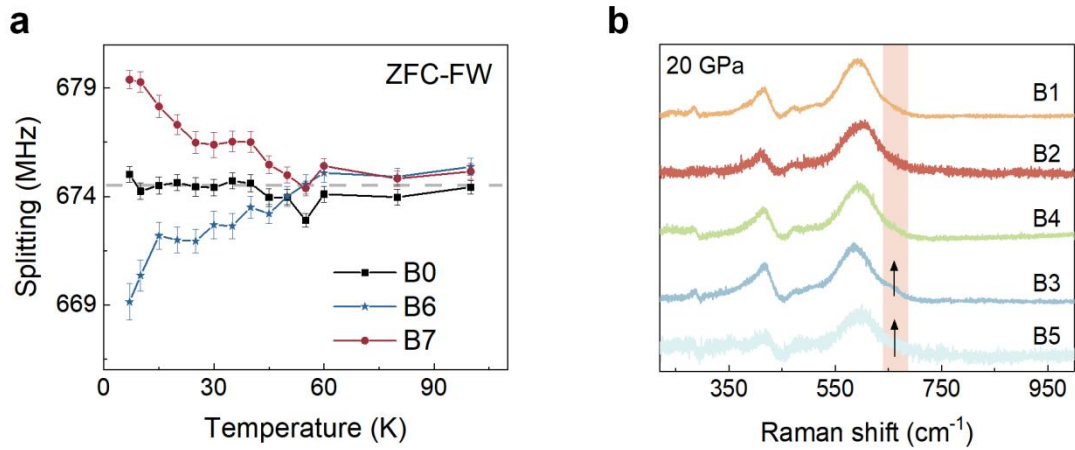 a
ZFC-FW
679
674
669
Splitting (MHz)
B0
B6
B7
0
30
60
90
Temperature (K)
b
20 GPa
B1
B2
B4
B3
B5
350
550
750
950
Raman shift (cm⁻¹)